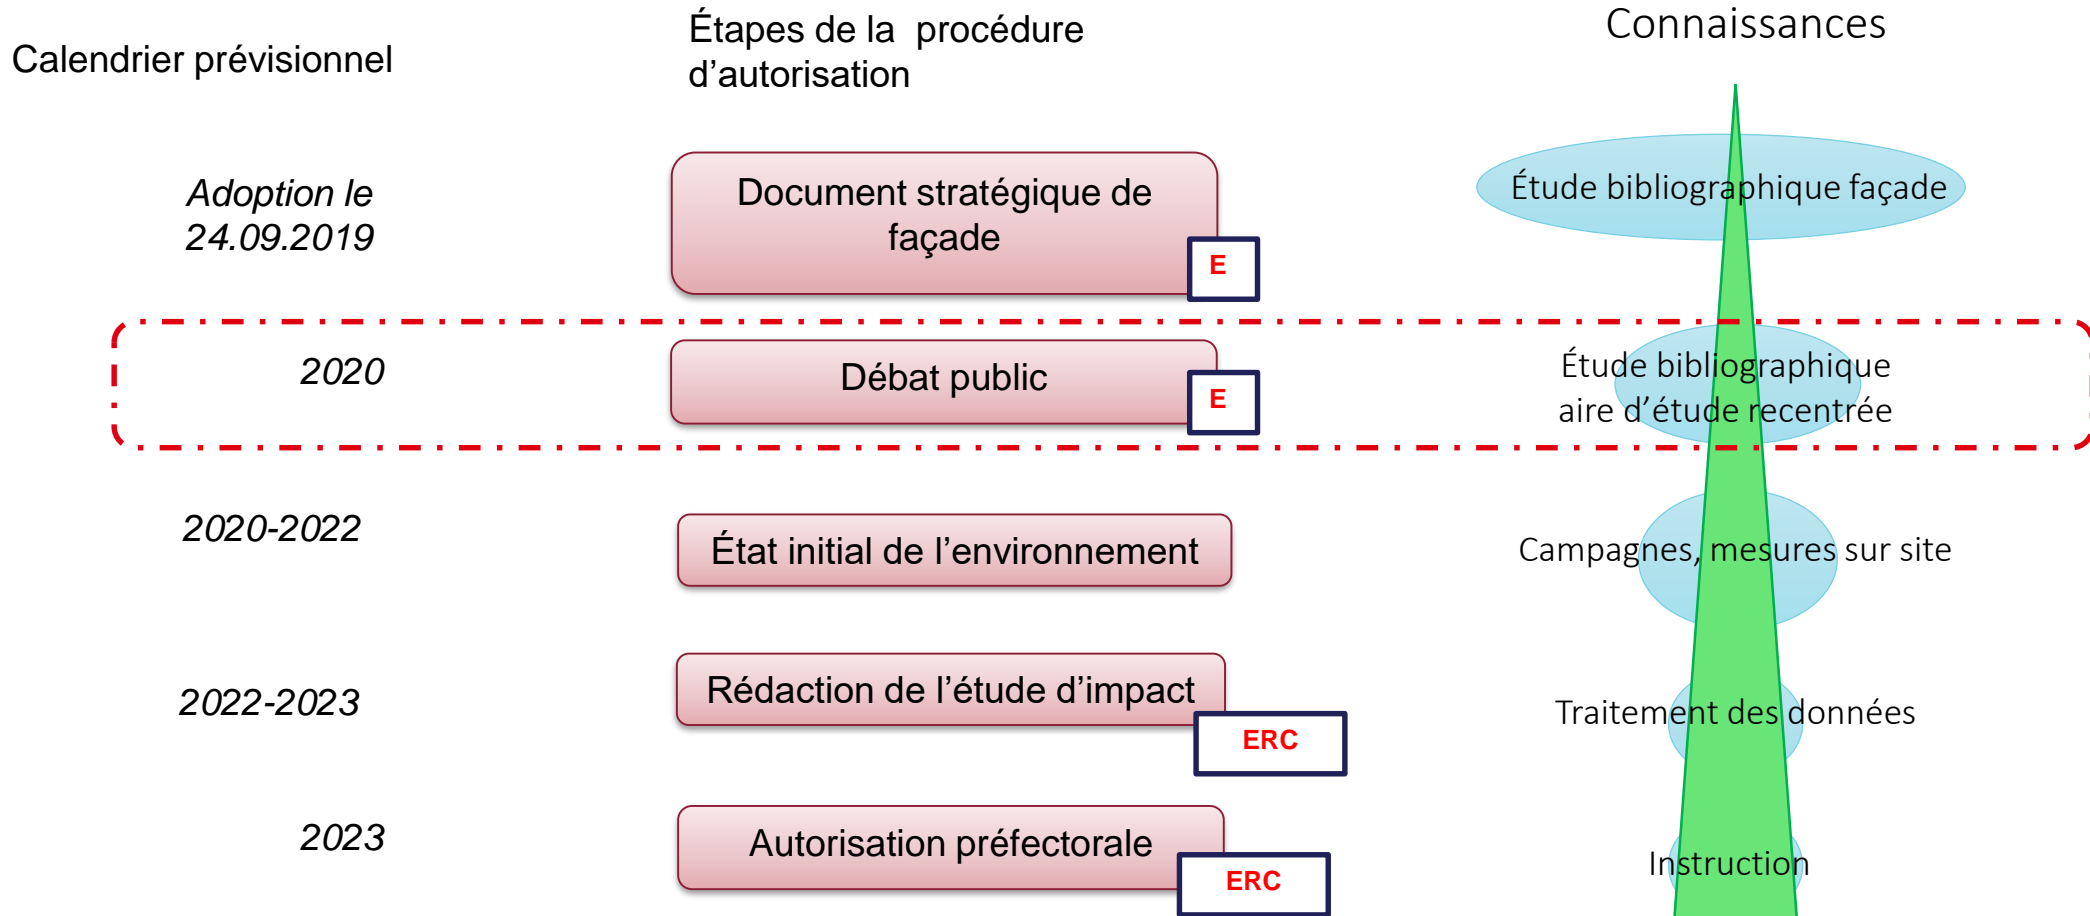 Calendrier prévisionnel
Étapes de la procédure
d’autorisation
Connaissances
Adoption le
24.09.2019
Document stratégique de
façade
E
Étude bibliographique façade
2020
Débat public
E
Étude bibliographique
aire d’étude recentrée
2020-2022
État initial de l’environnement
Campagnes, mesures sur site
2022-2023
Rédaction de l’étude d’impact
ERC
Traitement des données
2023
Autorisation préfectorale
ERC
Instruction